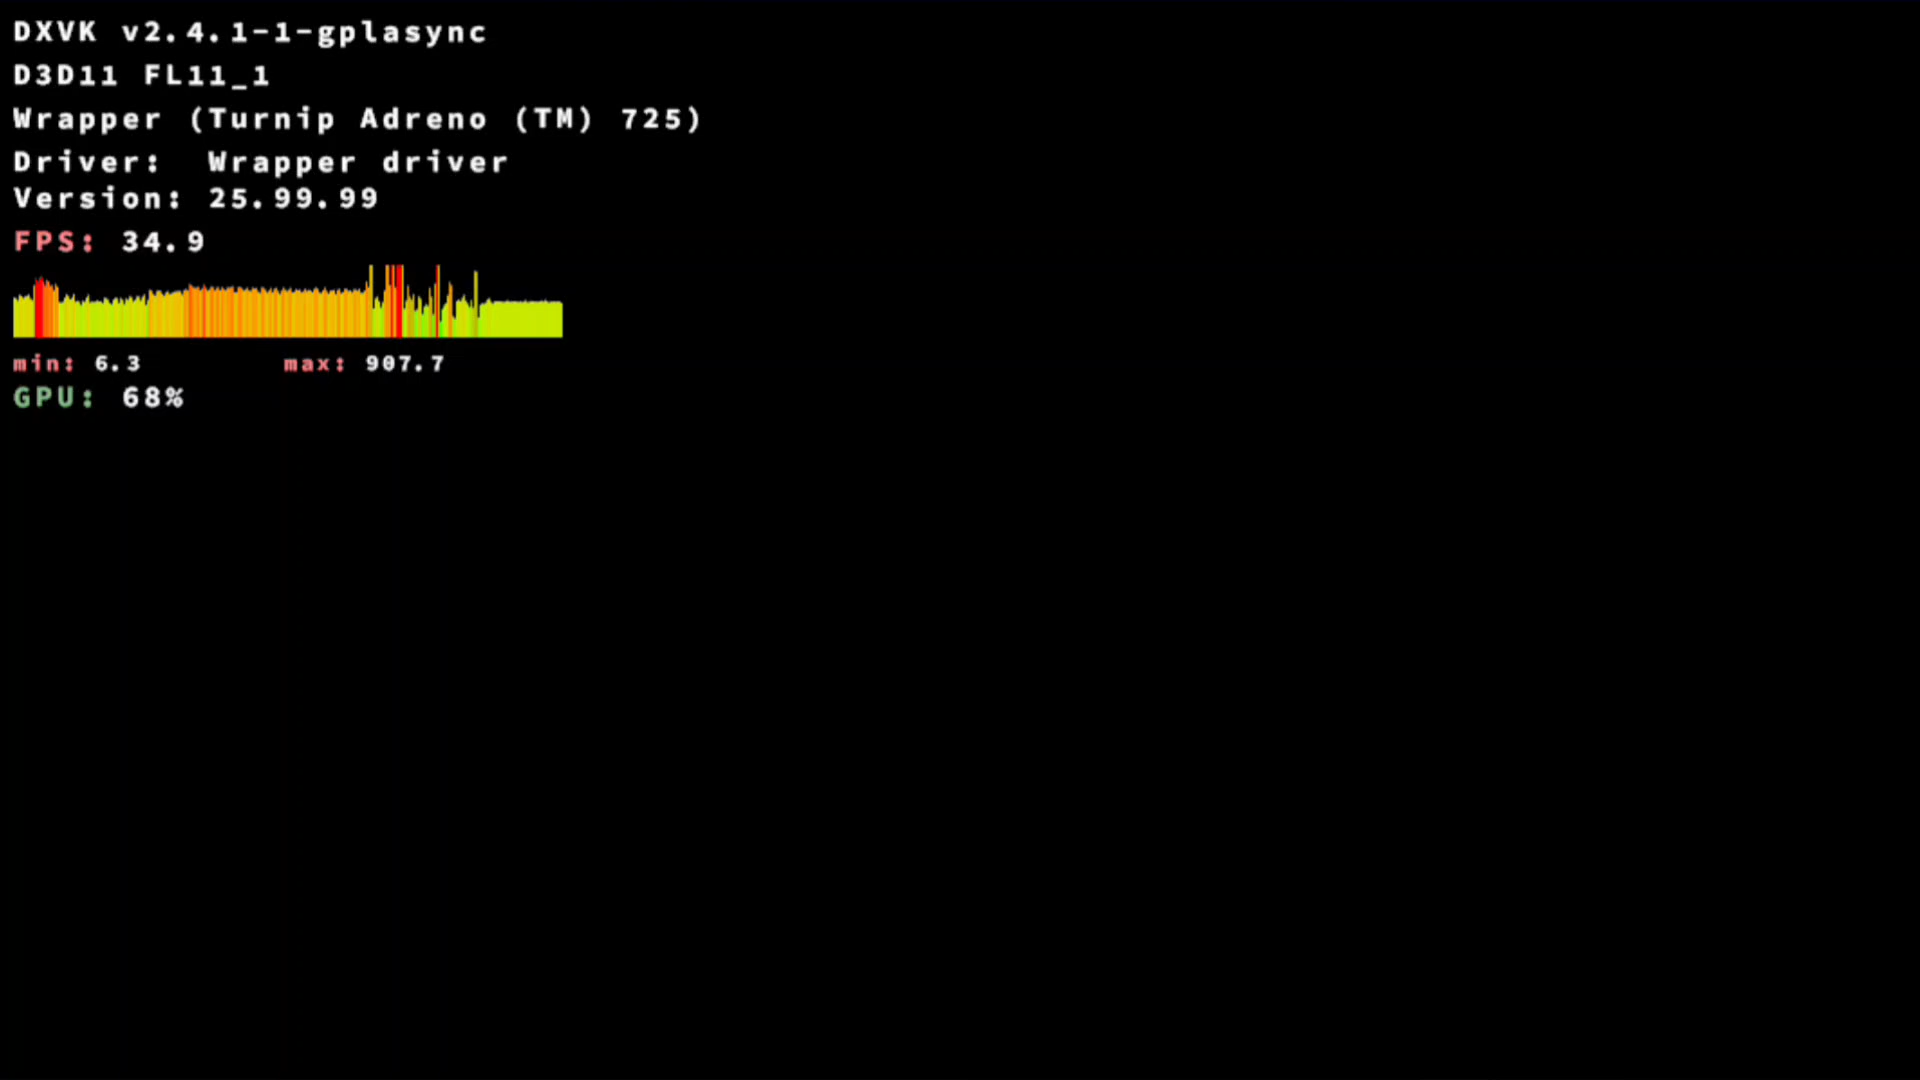 DXVK v2.4.1-1-gplasync
D3D11 FL11_1
Wrapper (Turnip Adreno (TM) 725)
Driver: Wrapper driver
Version: 25.99.99
FPS: 34.9
min: 6.3 max: 907.7
GPU: 68%